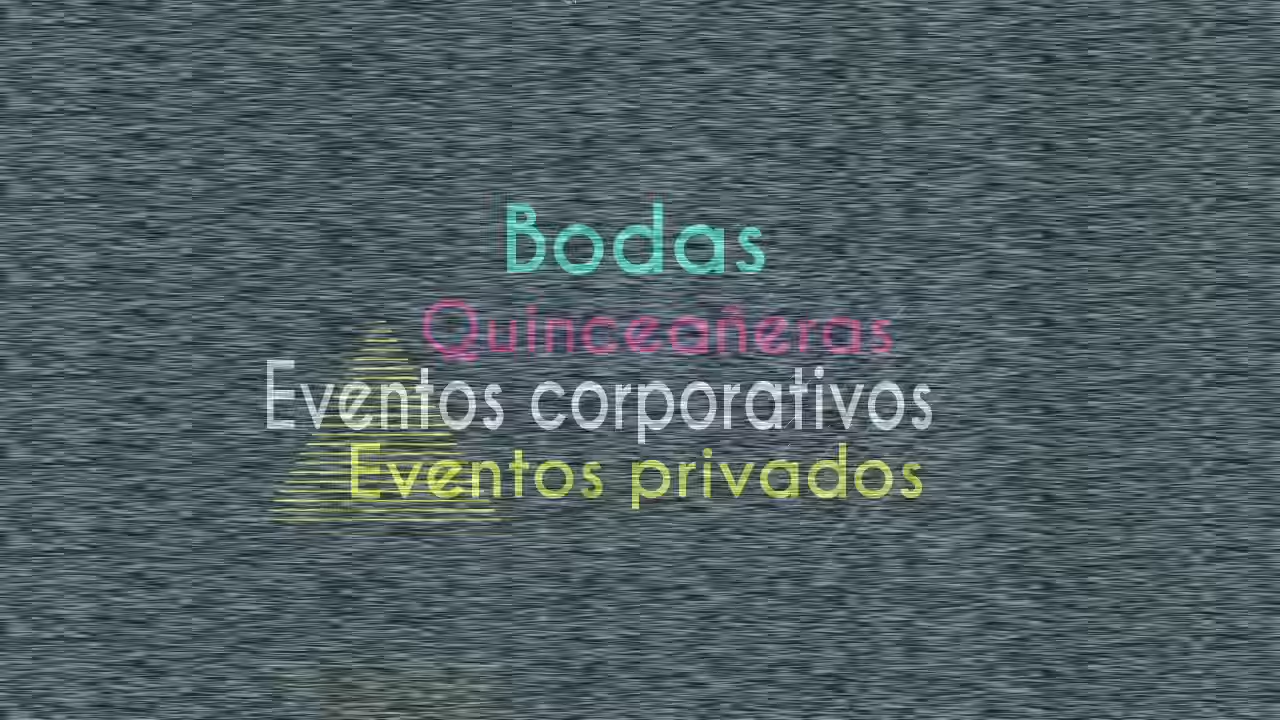 Bodas
Quinceañeras
Eventos corporativos
Eventos privados